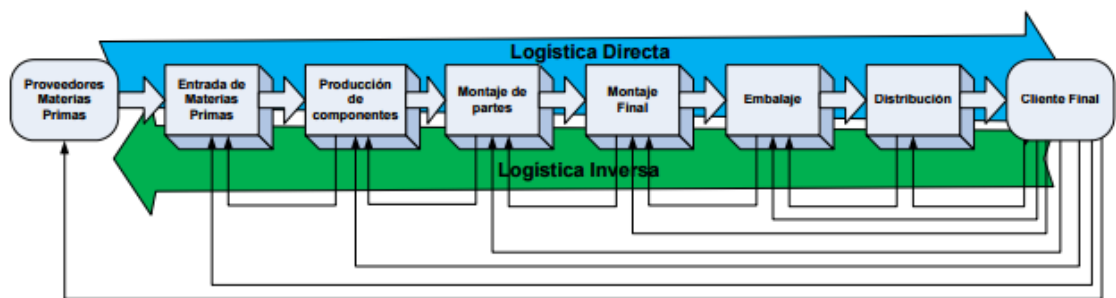 Logística Directa
Proveedores
Materias
Primas
Entrada de
Materias
Primas
Producción
de
componentes
Montaje de
partes
Montaje
Final
Embalaje
Distribución
Cliente Final
Logística Inversa